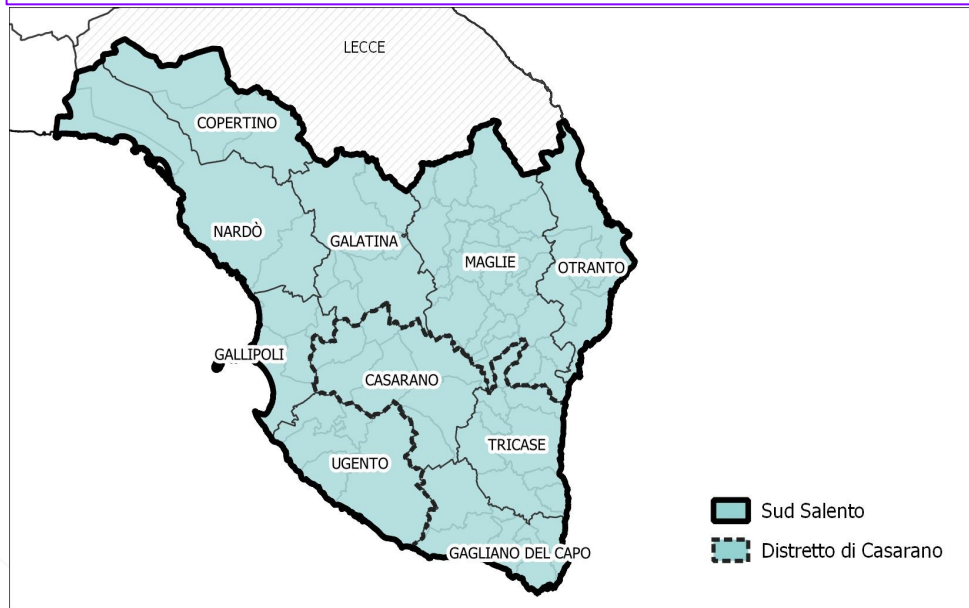 LECCE
COPERTINO
NARDÒ
GALATINA
MAGLIE
OTRANTO
GALLIPOLI
CASARANO
TRICASE
UGENTO
Sud Salento
GAGLIANO DEL CAPO
Distretto di Casarano